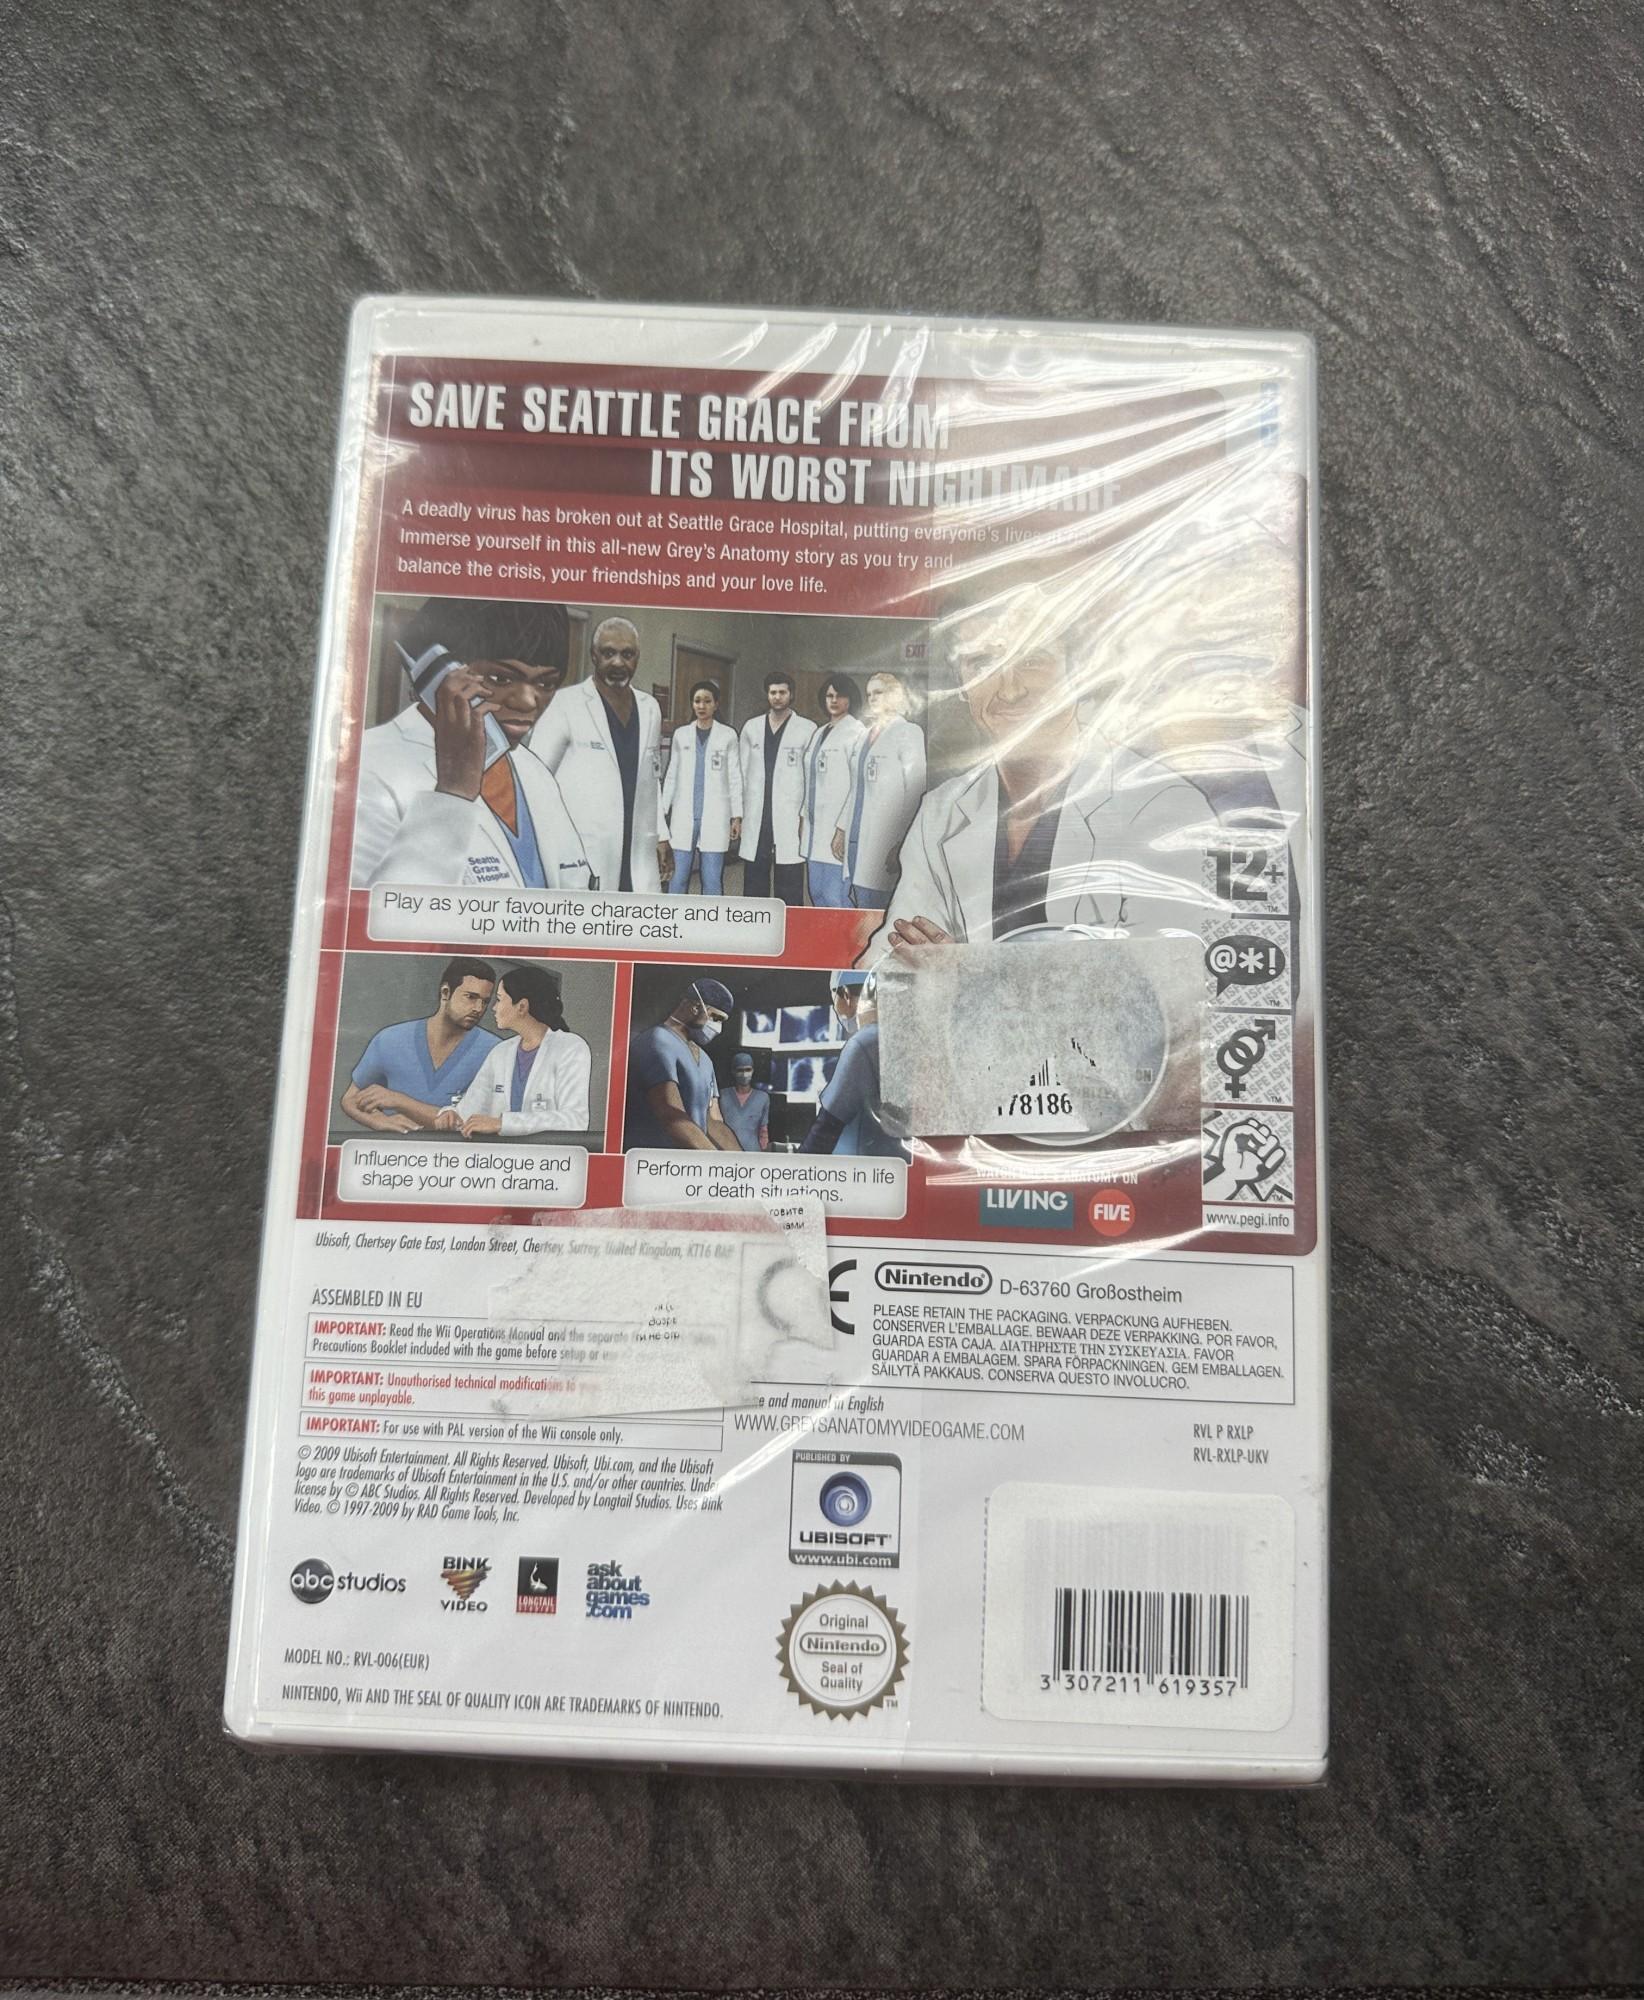 SAVE SEATTLE GRACE FROM
ITS WORST NIGHTMARE
A deadly virus has broken out at Seattle Grace Hospital, putting everyone's lives at risk.
Immerse yourself in this all-new Grey's Anatomy story as you try and
balance the crisis, your friendships and your love life.
EXIT
Seattle
Grace
Hospital
Play as your favourite character and team
up with the entire cast.
12+
@*!
178186
Influence the dialogue and
shape your own drama.
Perform major operations in life
or death situations.
ANATOMY ON
LIVING
FIVE
www.pegi.info
Ubisoft, Chertsey Gate East, London Street, Chertsey, Surrey, United Kingdom, KT16 8AP
ASSEMBLED IN EU
IMPORTANT: Read the Wii Operations Manual and the separate
Precautions Booklet included with the game before setup or use
IMPORTANT: Unauthorised technical modifications to
this game unplayable.
IMPORTANT: For use with PAL version of the Wii console only.
CE
Nintendo® D-63760 Großostheim
PLEASE RETAIN THE PACKAGING. VERPACKUNG AUFHEBEN.
CONSERVER L'EMBALLAGE. BEWAAR DEZE VERPAKKING. POR FAVOR,
GUARDA ESTA CAJA. ΔΙΑΤΗΡΗΣΤΕ ΤΗΝ ΣΥΣΚΕΥΑΣΙΑ. FAVOR
GUARDAR A EMBALAGEM. SPARA FÖRPACKNINGEN. GEM EMBALLAGEN.
SÄILYTÄ PAKKAUS. CONSERVA QUESTO INVOLUCRO.
and manual in English
WWW.GREYSANATOMYVIDEOGAME.COM
RVL P RXLP
RVL-RXLP-UKV
© 2009 Ubisoft Entertainment. All Rights Reserved. Ubisoft, Ubi.com, and the Ubisoft
logo are trademarks of Ubisoft Entertainment in the U.S. and/or other countries. Under
license by © ABC Studios. All Rights Reserved. Developed by Longtail Studios. Uses Bink
Video. © 1997-2009 by RAD Game Tools, Inc.
PUBLISHED BY
UBISOFT
www.ubi.com
abc studios
BINK
VIDEO
LONGTAIL
STUDIOS
ask
about
games
.com
Original
Nintendo
Seal of
Quality
TM
MODEL NO.: RVL-006(EUR)
NINTENDO, Wii AND THE SEAL OF QUALITY ICON ARE TRADEMARKS OF NINTENDO.
3 307211 619357